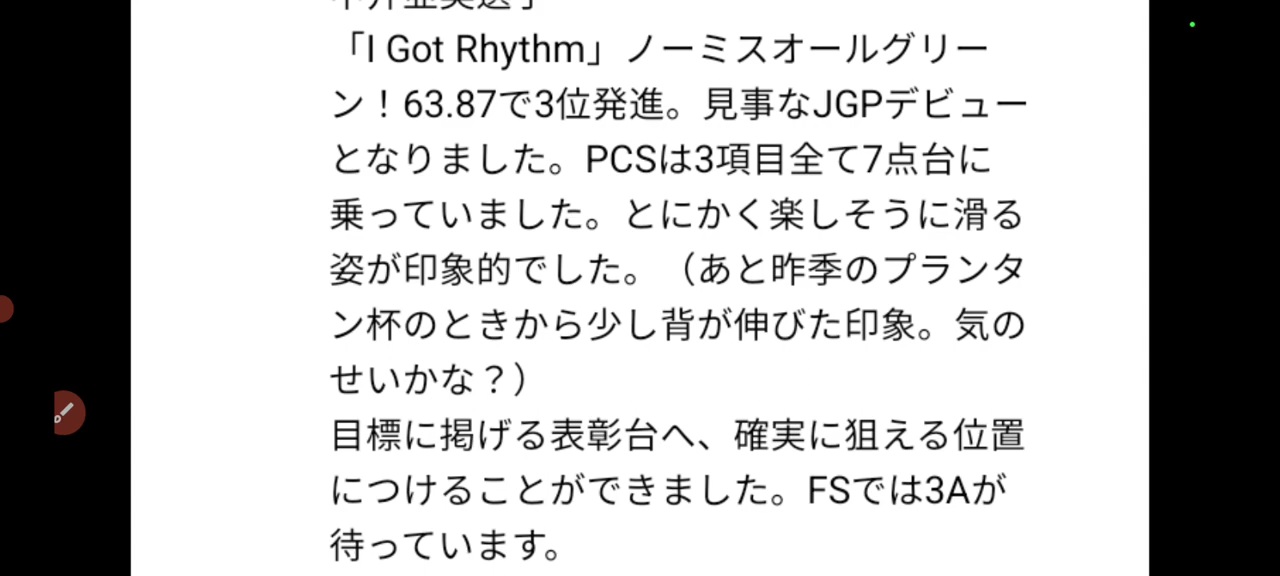 「I Got Rhythm」ノーミスオールグリー
ン！63.87で3位発進。見事なJGPデビュー
となりました。PCSは3項目全て7点台に
乗っていました。とにかく楽しそうに滑る
姿が印象的でした。（あと昨季のプランタ
ン杯のときから少し背が伸びた印象。気の
せいかな？）
目標に掲げる表彰台へ、確実に狙える位置
につけることができました。FSでは3Aが
待っています。